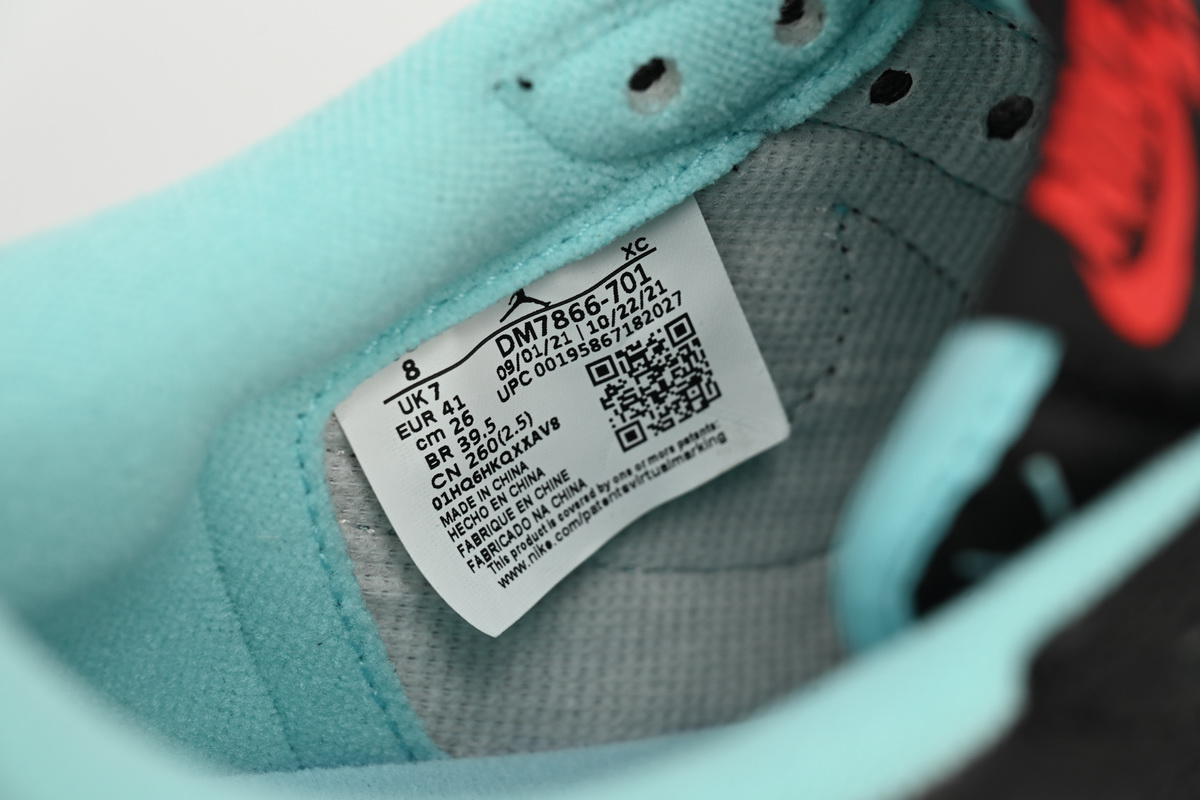 XC
8
DM7866-701
UK 7
09/01/21 | 10/22/21
EUR 41
UPC 00195867182027
cm 26
BR 39.5
CN 260(2.5)
01HQ6HKQXXAV8
MADE IN CHINA
HECHO EN CHINA
FABRIQUE EN CHINE
FABRICADO NA CHINA
This product is covered by one or more patents:
www.nike.com/patentsvirtualmarking